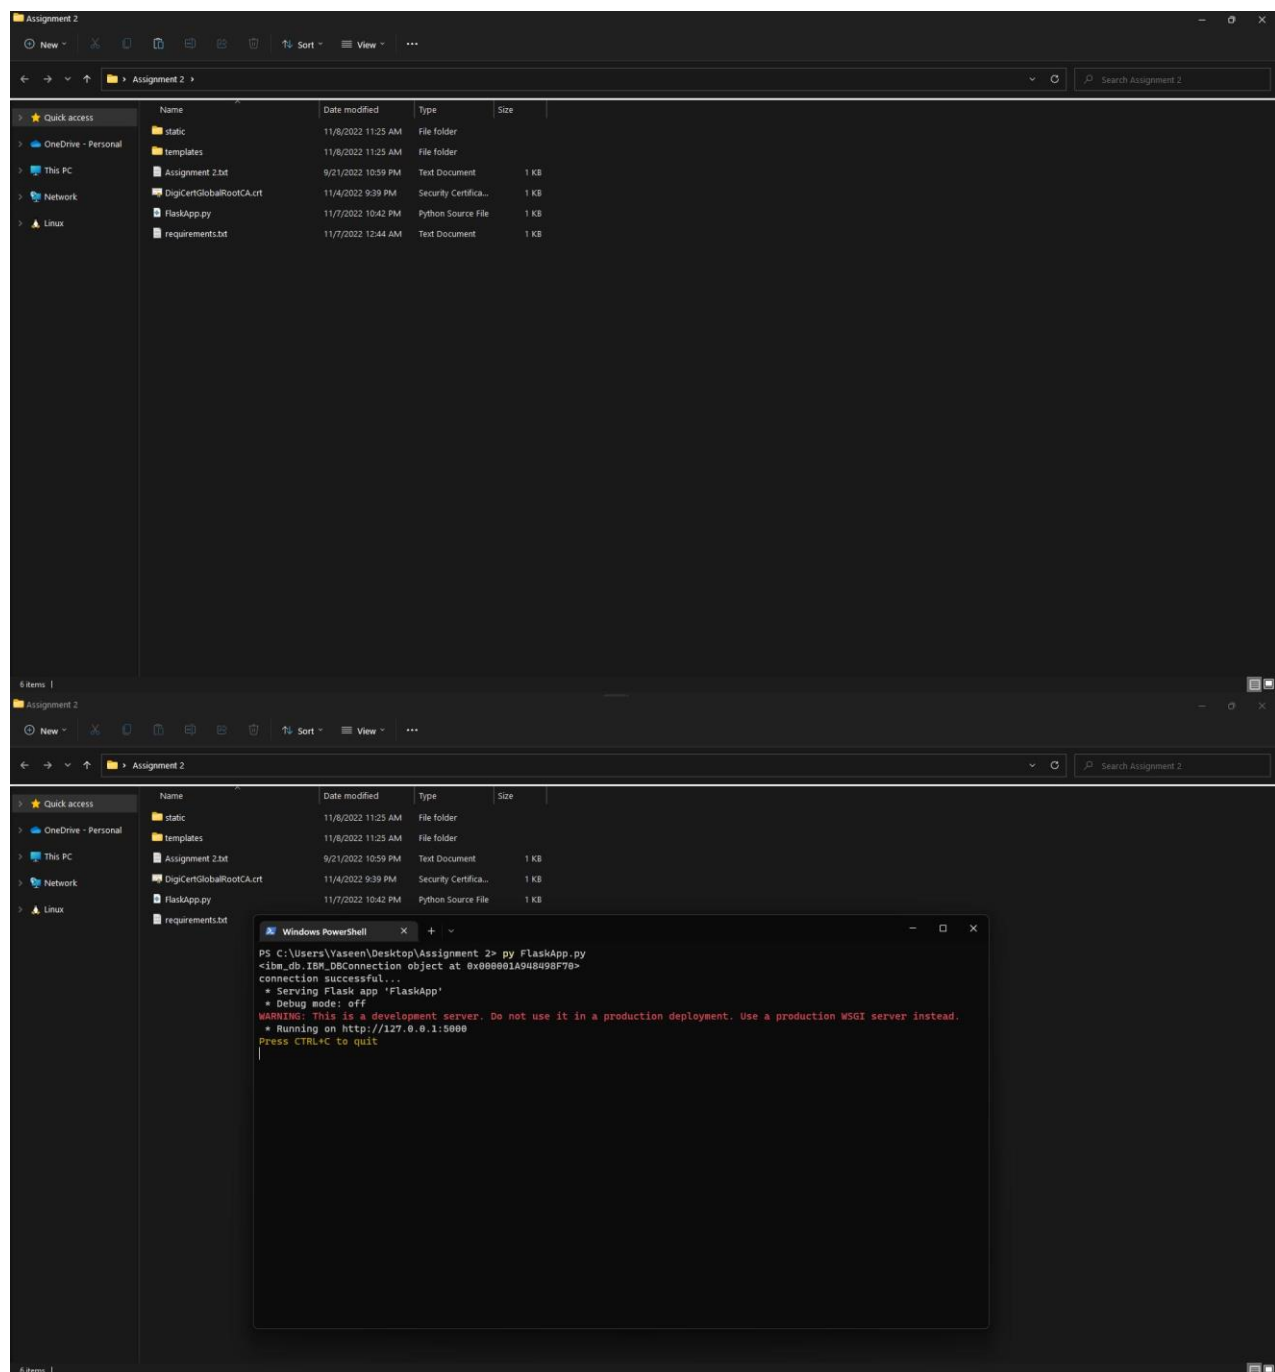 Assignment 2
New Sort View ...
Assignment 2
Search Assignment 2
Name Date modified Type Size
Quick access
OneDrive - Personal
This PC
Network
Linux
static 11/8/2022 11:25 AM File folder
templates 11/8/2022 11:25 AM File folder
Assignment 2.txt 9/21/2022 10:59 PM Text Document 1 KB
DigiCertGlobalRootCA.crt 11/4/2022 9:39 PM Security Certifica... 1 KB
FlaskApp.py 11/7/2022 10:42 PM Python Source File 1 KB
requirements.txt 11/7/2022 12:44 AM Text Document 1 KB
6 items
Assignment 2
New Sort View ...
Assignment 2
Search Assignment 2
Name Date modified Type Size
Quick access
OneDrive - Personal
This PC
Network
Linux
static 11/8/2022 11:25 AM File folder
templates 11/8/2022 11:25 AM File folder
Assignment 2.txt 9/21/2022 10:59 PM Text Document 1 KB
DigiCertGlobalRootCA.crt 11/4/2022 9:39 PM Security Certifica... 1 KB
FlaskApp.py 11/7/2022 10:42 PM Python Source File 1 KB
requirements.txt
Windows PowerShell
PS C:\Users\Yaseen\Desktop\Assignment 2> py FlaskApp.py
<ibm_db.IBM_DBConnection object at 0x000001A948498F70>
connection successful...
* Serving Flask app 'FlaskApp'
* Debug mode: off
WARNING: This is a development server. Do not use it in a production deployment. Use a production WSGI server instead.
* Running on http://127.0.0.1:5000
Press CTRL+C to quit
6 items